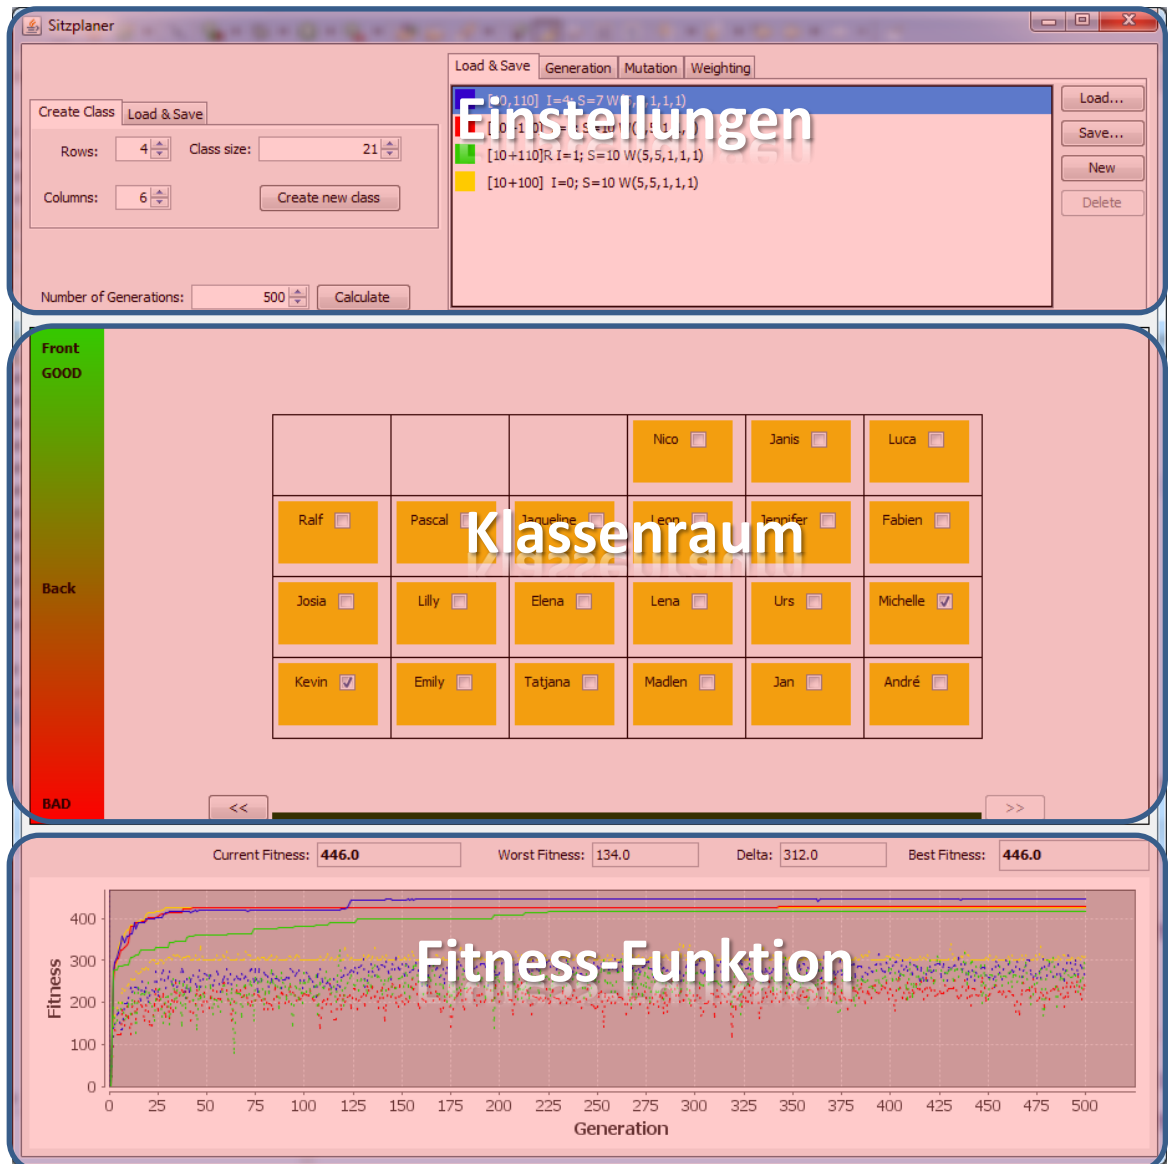 Sitzplaner
Load & Save Generation Mutation Weighting
Create Class Load & Save
Rows: 4 Class size: 21
Columns: 6 Create new class
Number of Generations: 500 Calculate
I=4; S=7
S=10
[10+110]R I=1; S=10 W(5,5,1,1,1)
[10+100] I=0; S=10 W(5,5,1,1,1)
Load...
Save...
New
Delete
Einstellungen
Front
GOOD
Back
BAD
Nico Janis Luca
Ralf Pascal Jaqueline Leon Jennifer Fabien
Klassenraum
Josia Lilly Elena Lena Urs Michelle
Kevin Emily Tatjana Madlen Jan André
<< >>
Current Fitness: 446.0 Worst Fitness: 134.0 Delta: 312.0 Best Fitness: 446.0
Fitness
400
300
200
100
0
Fitness-Funktion
0 25 50 75 100 125 150 175 200 225 250 275 300 325 350 375 400 425 450 475 500
Generation